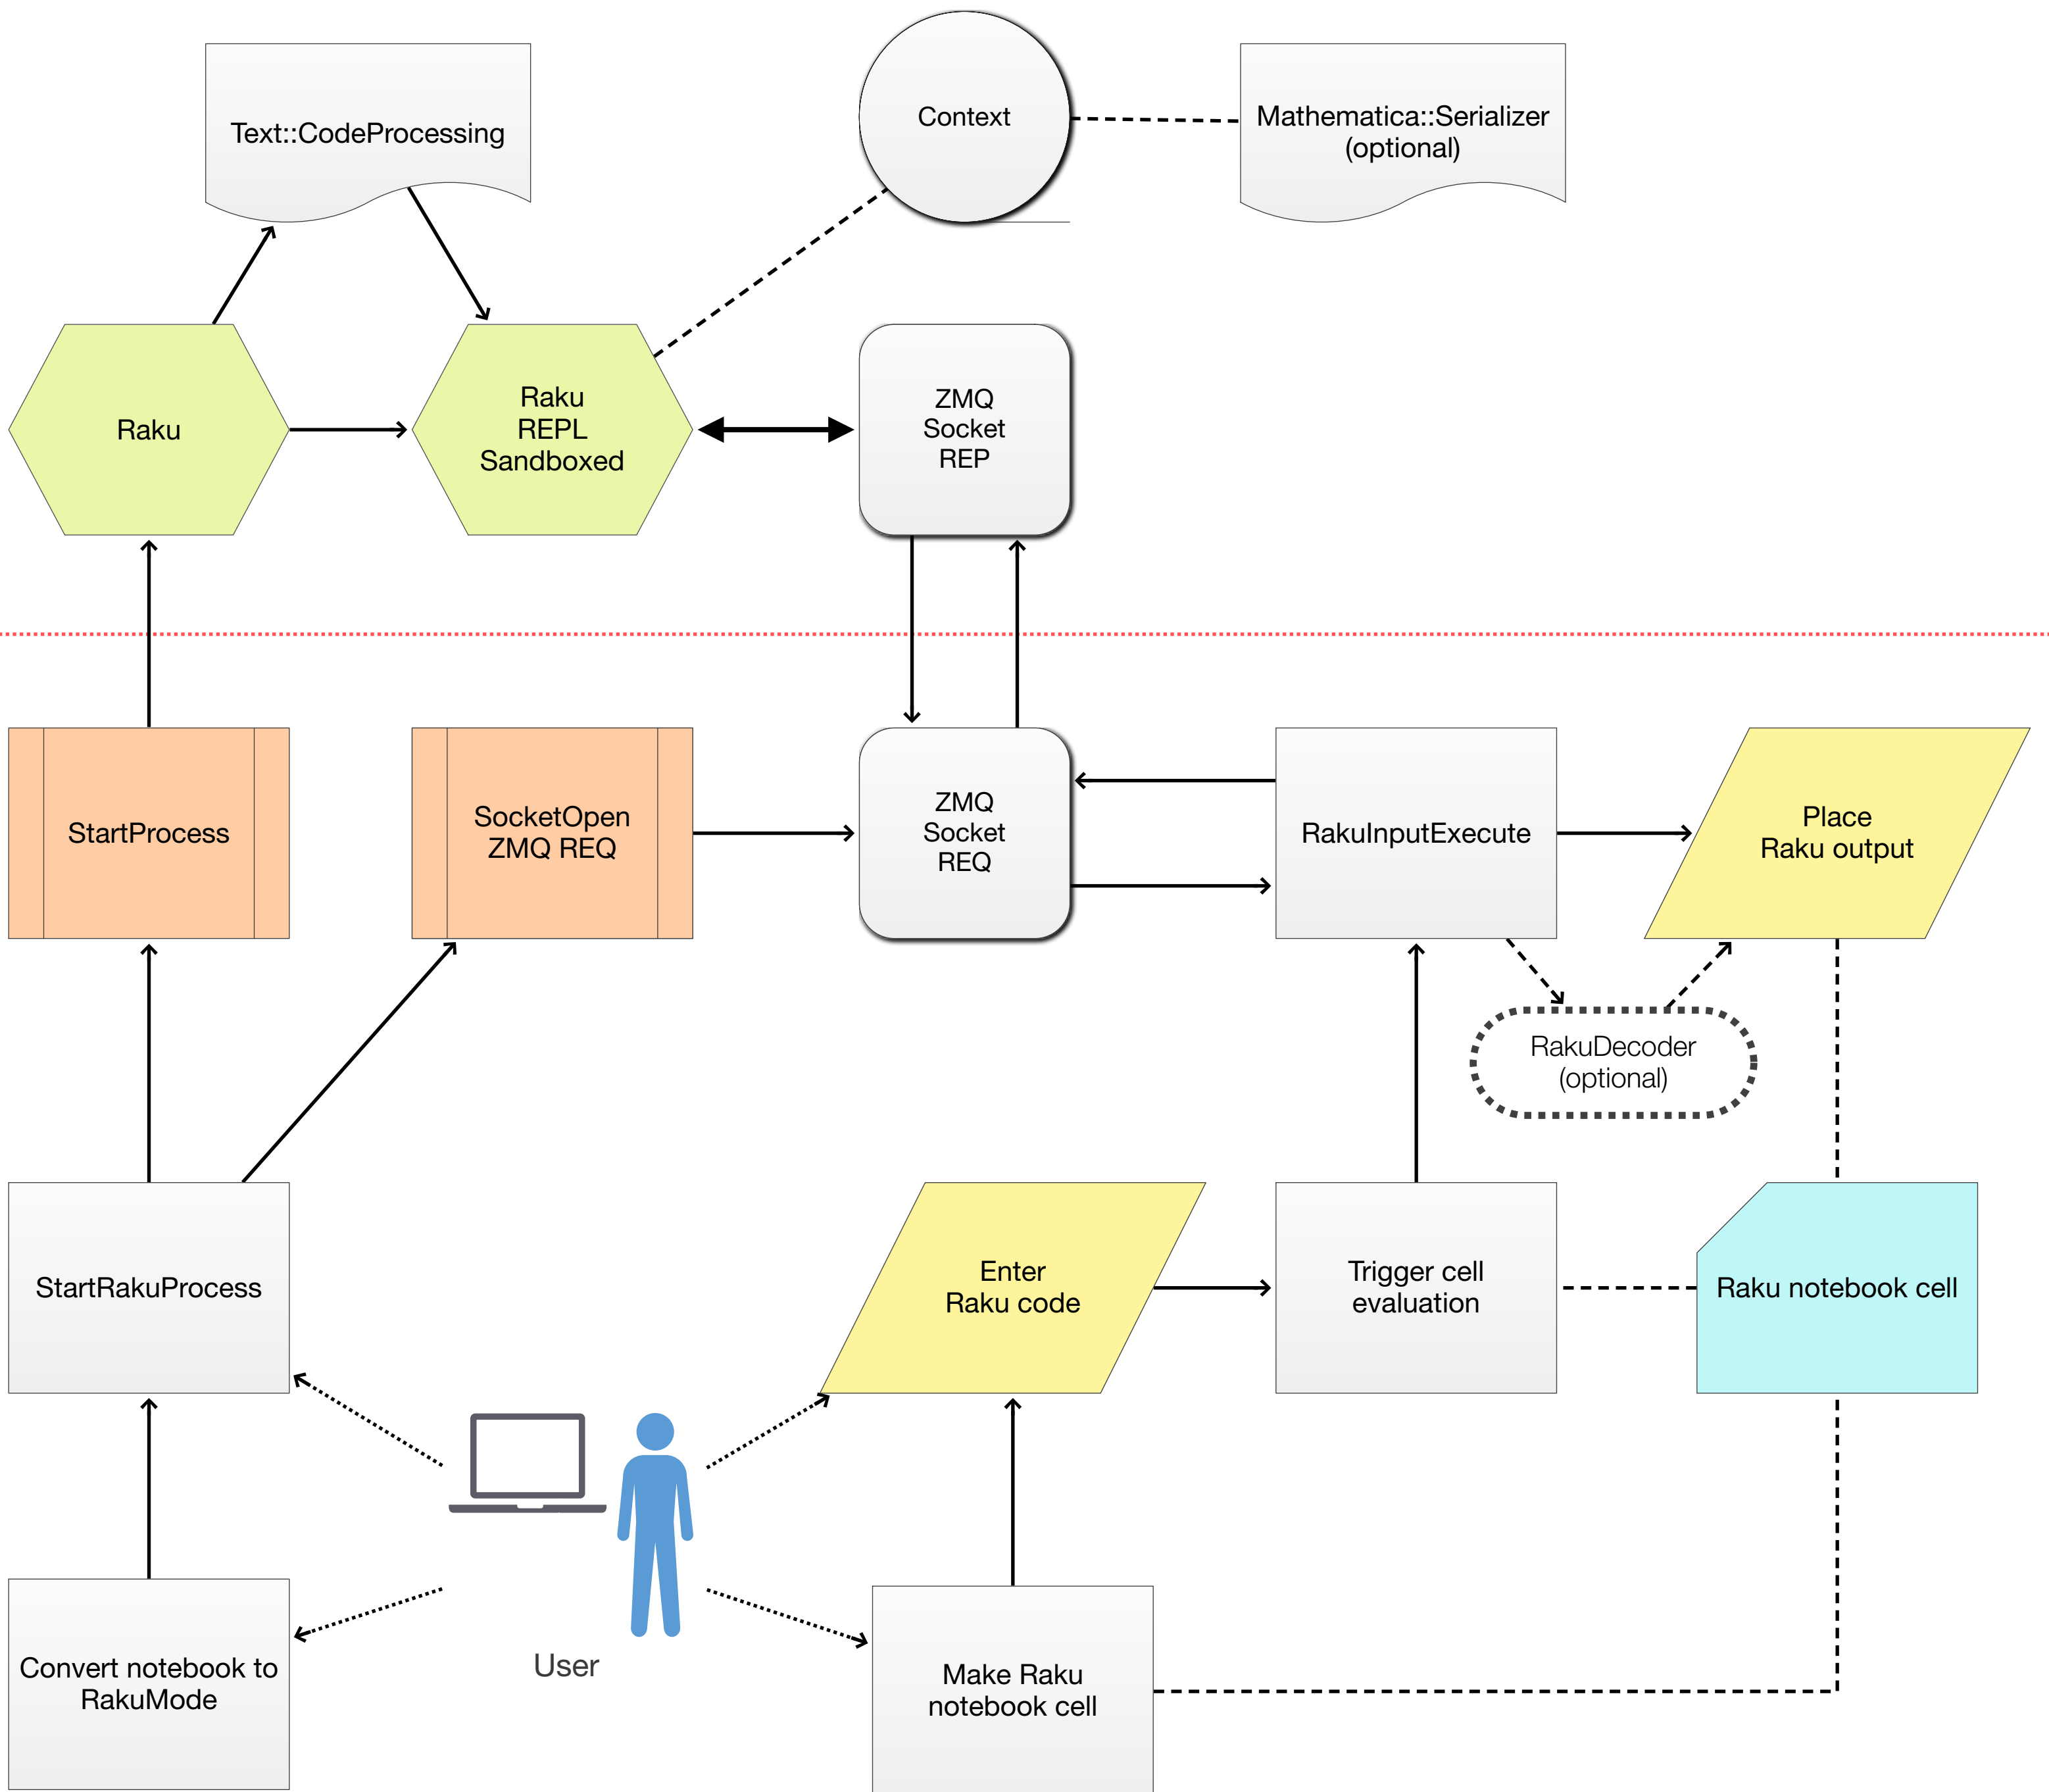 Text::CodeProcessing
Context
Mathematica::Serializer
(optional)
Raku
Raku
REPL
Sandboxed
ZMQ
Socket
REP
StartProcess
SocketOpen
ZMQ REQ
ZMQ
Socket
REQ
RakuInputExecute
Place
Raku output
RakuDecoder
(optional)
StartRakuProcess
Enter
Raku code
Trigger cell
evaluation
Raku notebook cell
User
Convert notebook to
RakuMode
Make Raku
notebook cell